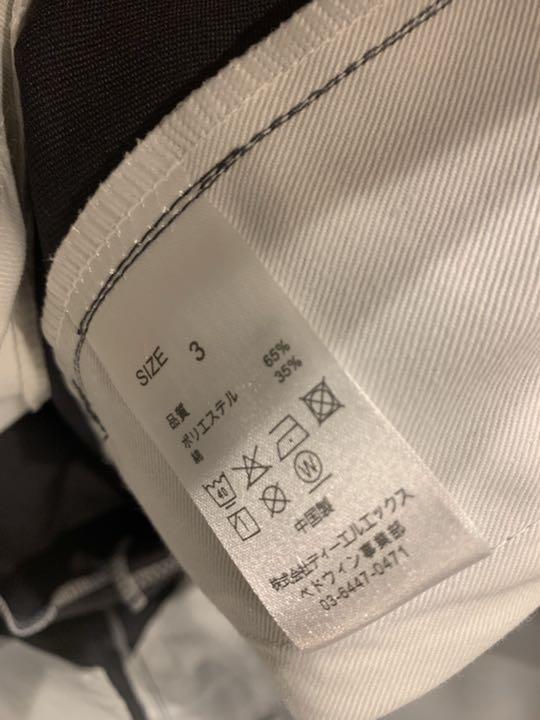 SIZE 3
品質
ポリエステル 65%
綿 35%
40
W
中国製
株式会社ディーエルエックス
ベドウィン事業部
03-6447-0471